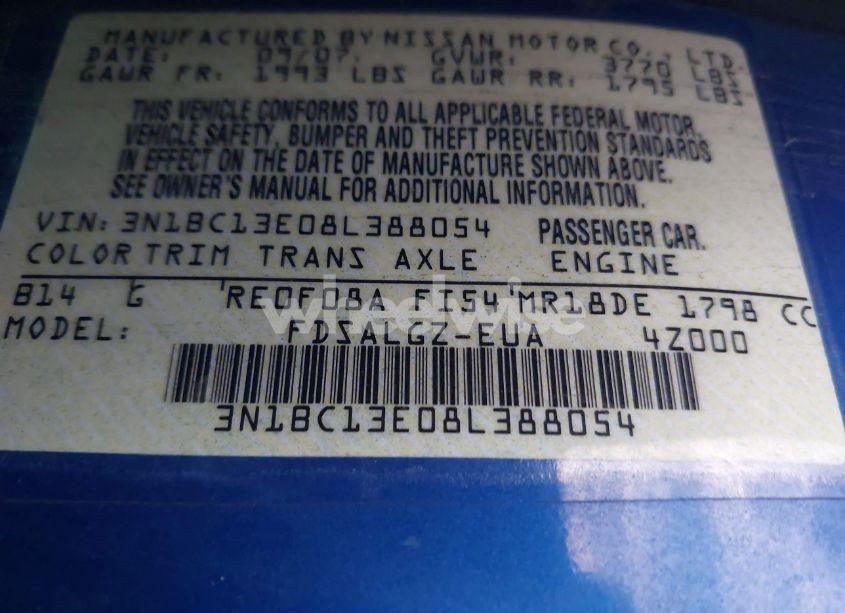 MANUFACTURED BY NISSAN MOTOR CO., LTD.
DATE: 09/07. GVWR: 3770 LBS
GAWR FR: 1993 LBS GAWR RR: 1795 LBS
THIS VEHICLE CONFORMS TO ALL APPLICABLE FEDERAL MOTOR
VEHICLE SAFETY, BUMPER AND THEFT PREVENTION STANDARDS
IN EFFECT ON THE DATE OF MANUFACTURE SHOWN ABOVE.
SEE OWNER'S MANUAL FOR ADDITIONAL INFORMATION.
VIN: 3N1BC13E08L388054 PASSENGER CAR.
COLOR TRIM TRANS AXLE ENGINE
B14 G RE0F08A FI54 MR18DE 1798 CC
wheelwise
MODEL: FDSALGZ-EUA 4Z000
3N1BC13E08L388054